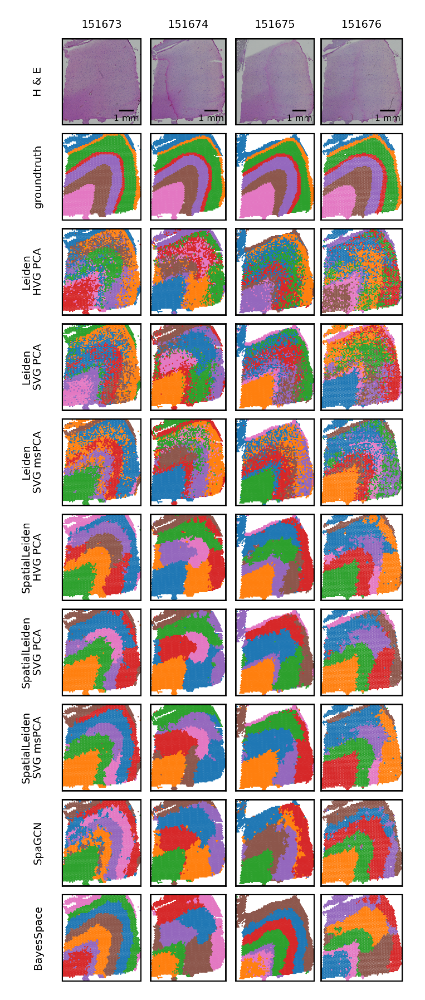 151673 151674 151675 151676
H & E
1 mm 1 mm 1 mm 1 mm
groundtruth
Leiden
HVG PCA
Leiden
SVG PCA
Leiden
SVG msPCA
SpatialLeiden
HVG PCA
SpatialLeiden
SVG PCA
SpatialLeiden
SVG msPCA
SpaGCN
BayesSpace